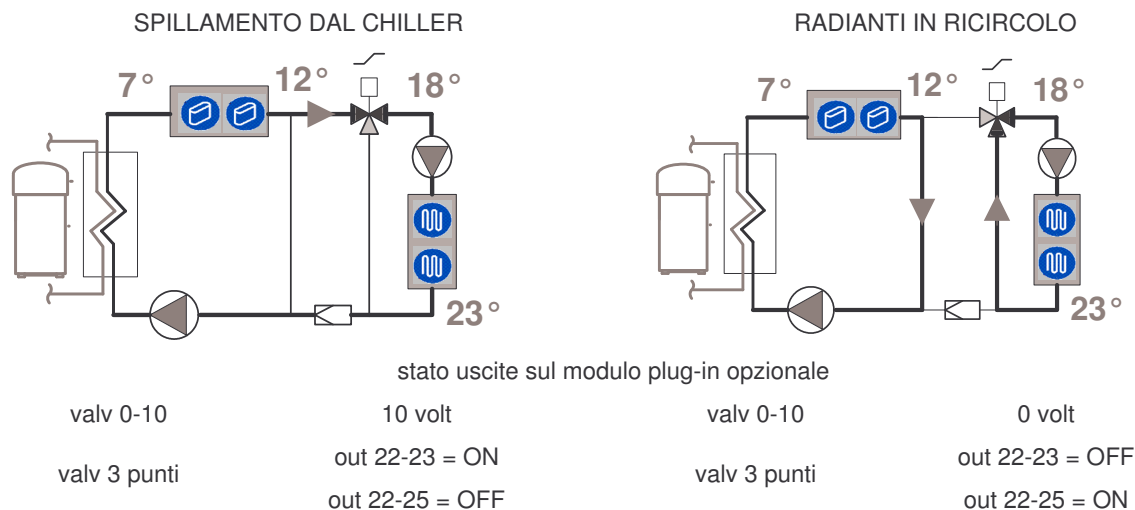 SPILLAMENTO DAL CHILLER
RADIANTI IN RICIRCOLO
7° 12° 18°
7° 12° 18°
23°
23°
stato uscite sul modulo plug-in opzionale
valv 0-10 10 volt valv 0-10 0 volt
out 22-23 = ON out 22-23 = OFF
valv 3 punti valv 3 punti
out 22-25 = OFF out 22-25 = ON